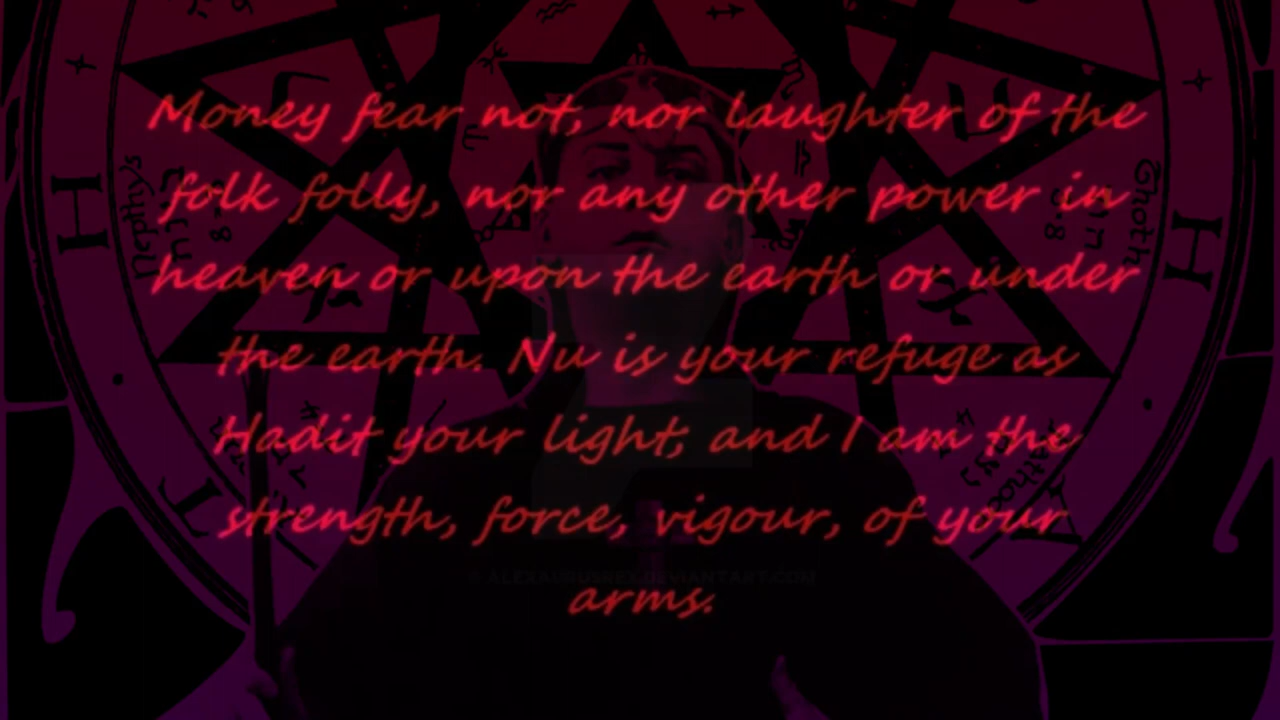 Money fear not, nor laughter of the
folk folly, nor any other power in
heaven or upon the earth or under
the earth. Nu is your refuge as
Hadit your light; and I am the
strength, force, vigour, of your
arms.
Nephthys
Thoth
H
H